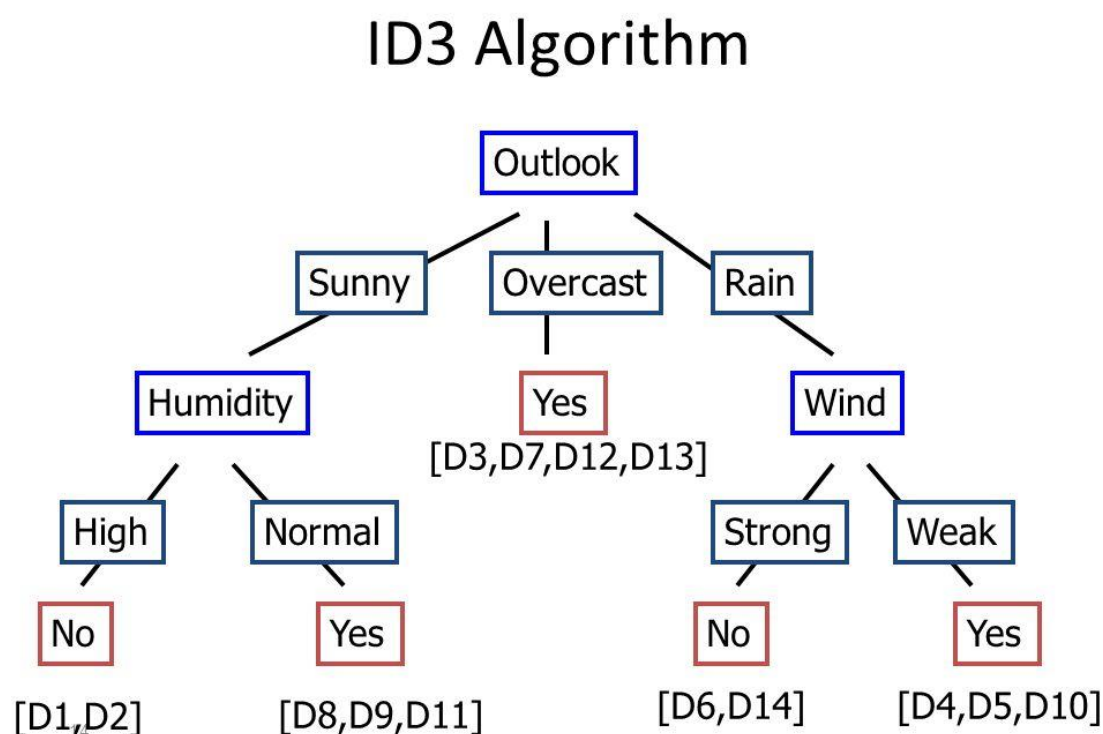 ID3 Algorithm
Outlook
Sunny Overcast Rain
Humidity Yes Wind
[D3,D7,D12,D13]
High Normal Strong Weak
No Yes No Yes
[D1,D2] [D8,D9,D11] [D6,D14] [D4,D5,D10]